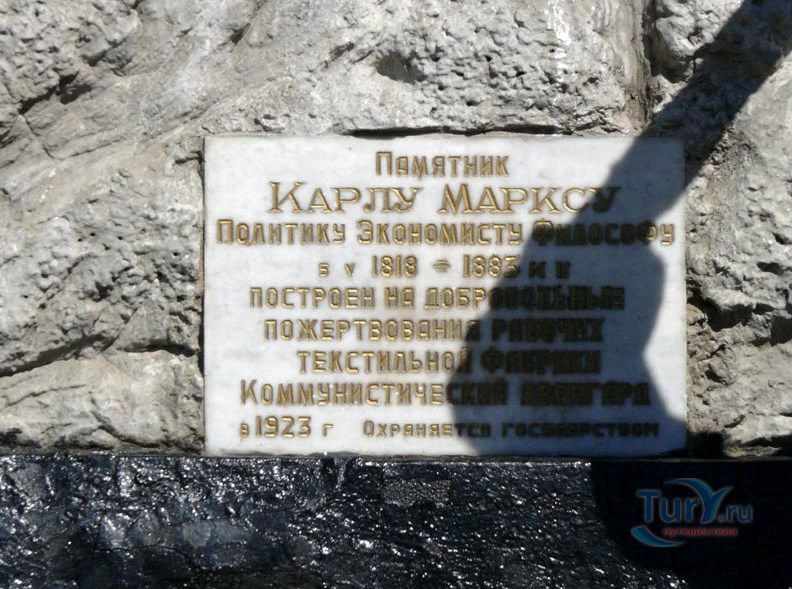 Памятник
Карлу Марксу
Политику Экономисту Философу
5 V 1818 = 1883
построен на добровольные
пожертвования рабочих
текстильной фабрики
Коммунистический авангард
в 1923 г Охраняется государством
TurY.ru
путешествия